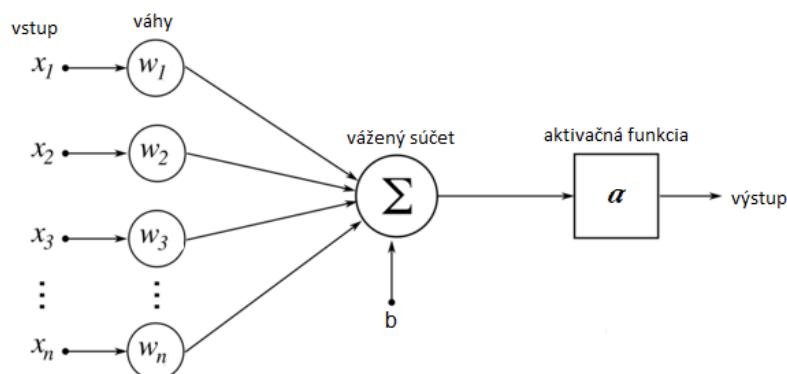 vstup váhy
x1 w1
x2 w2 vážený súčet aktivačná funkcia
Σ a výstup
x3 w3
⋮ ⋮
b
xn wn